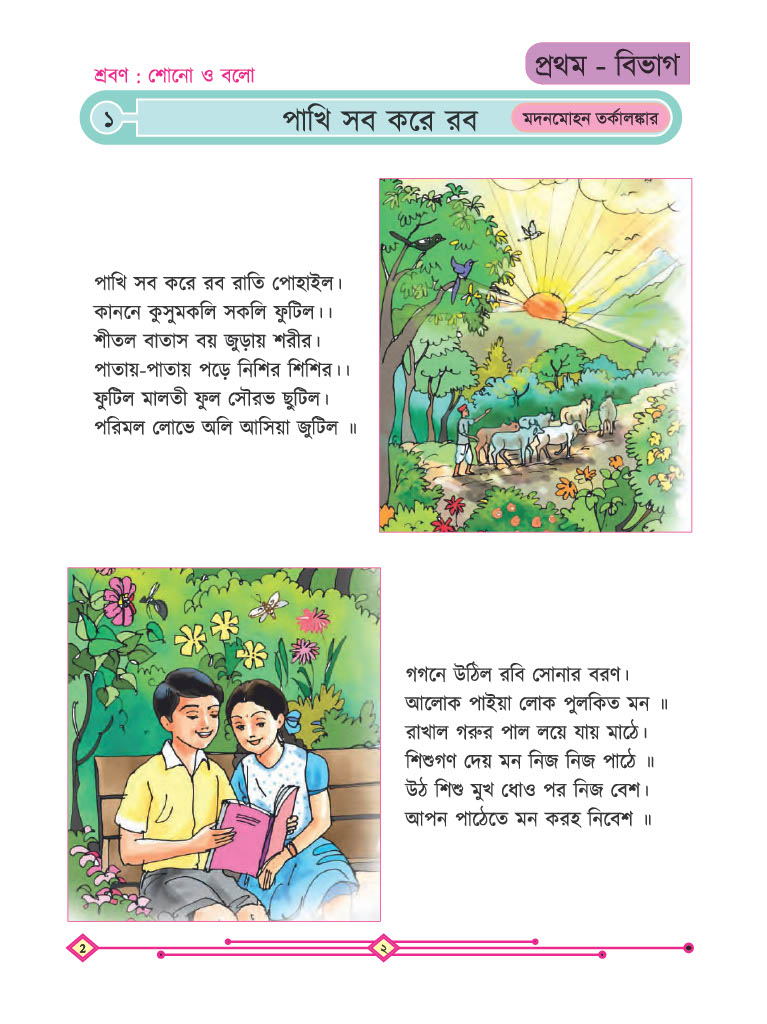 প্রথম - বিভাগ
শ্রবণ : শোনো ও বলো
১ পাখি সব করে রব মদনমোহন তর্কালঙ্কার
পাখি সব করে রব রাতি পোহাইল।
কাননে কুসুমকলি সকলি ফুটিল।।
শীতল বাতাস বয় জুড়ায় শরীর।
পাতায়-পাতায় পড়ে নিশির শিশির।।
ফুটিল মালতী ফুল সৌরভ ছুটিল।
পরিমল লোভে অলি আসিয়া জুটিল ॥
গগনে উঠিল রবি সোনার বরণ।
আলোক পাইয়া লোক পুলকিত মন ॥
রাখাল গরুর পাল লয়ে যায় মাঠে।
শিশুগণ দেয় মন নিজ নিজ পাঠে ॥
উঠ শিশু মুখ ধোও পর নিজ বেশ।
আপন পাঠেতে মন করহ নিবেশ ॥
2 ২